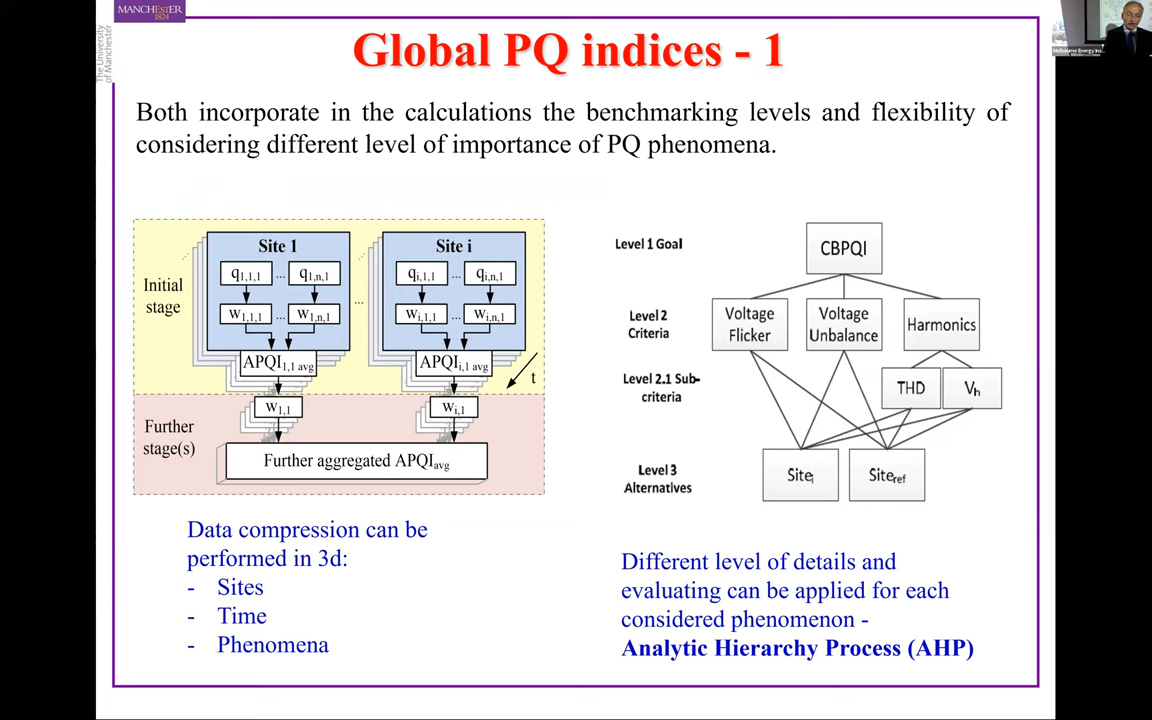 MANCHESTER
1824
The University
of Manchester
Melbourne Energy Ins...
Global PQ indices - 1
Both incorporate in the calculations the benchmarking levels and flexibility of
considering different level of importance of PQ phenomena.
Initial
stage
Site 1
q1,1,1 ... q1,n,1
w1,1,1 ... w1,n,1
APQI1,1 avg
...
Site i
qi,1,1 ... qi,n,1
wi,1,1 ... wi,n,1
APQIi,1 avg
t
Further
stage(s)
w1,1
wi,1
Further aggregated APQIavg
Data compression can be
performed in 3d:
- Sites
- Time
- Phenomena
Level 1 Goal
CBPQI
Level 2
Criteria
Voltage
Flicker
Voltage
Unbalance
Harmonics
Level 2.1 Sub-
criteria
THD
Vh
Level 3
Alternatives
Sitei
Siteref
Different level of details and
evaluating can be applied for each
considered phenomenon -
Analytic Hierarchy Process (AHP)